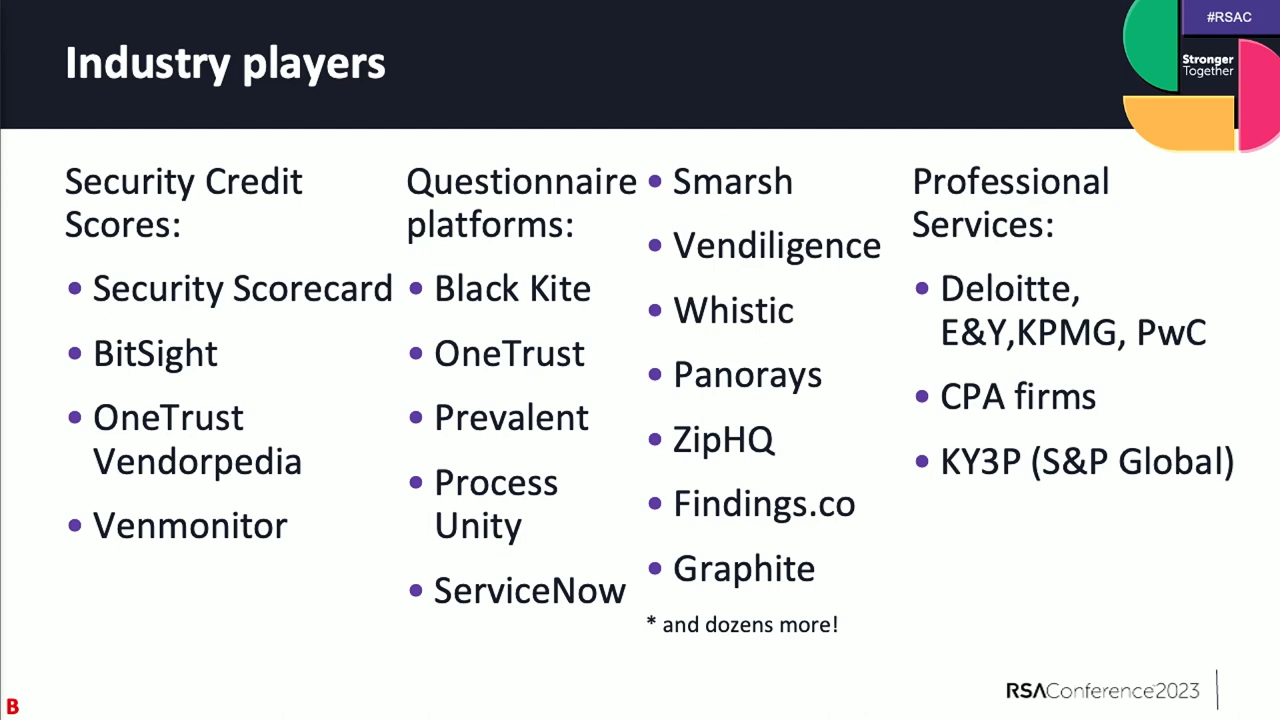 Industry players
#RSAC
Stronger
Together
Security Credit
Scores:
• Security Scorecard
• BitSight
• OneTrust
Vendorpedia
• Venmonitor
Questionnaire
platforms:
• Black Kite
• OneTrust
• Prevalent
• Process
Unity
• ServiceNow
• Smarsh
• Vendiligence
• Whistic
• Panorays
• ZipHQ
• Findings.co
• Graphite
* and dozens more!
Professional
Services:
• Deloitte,
E&Y,KPMG, PwC
• CPA firms
• KY3P (S&P Global)
RSAConference2023
B